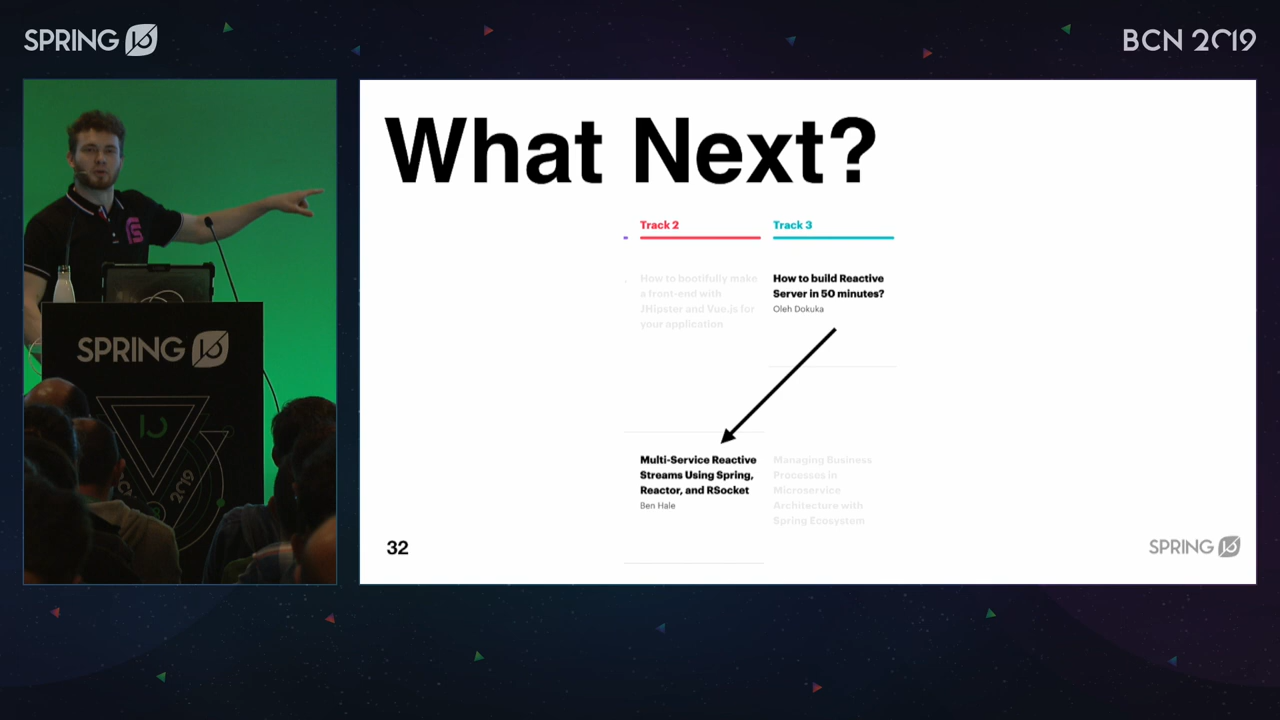 SPRING IO
BCN 2019
What Next?
Track 2
Track 3
How to bootifully make
a front-end with
JHipster and Vue.js for
your application
How to build Reactive
Server in 50 minutes?
Oleh Dokuka
Multi-Service Reactive
Streams Using Spring,
Reactor, and RSocket
Ben Hale
Managing Business
Processes in
Microservice
Architecture with
Spring Ecosystem
32
SPRING IO
SPRING IO
IO
2019